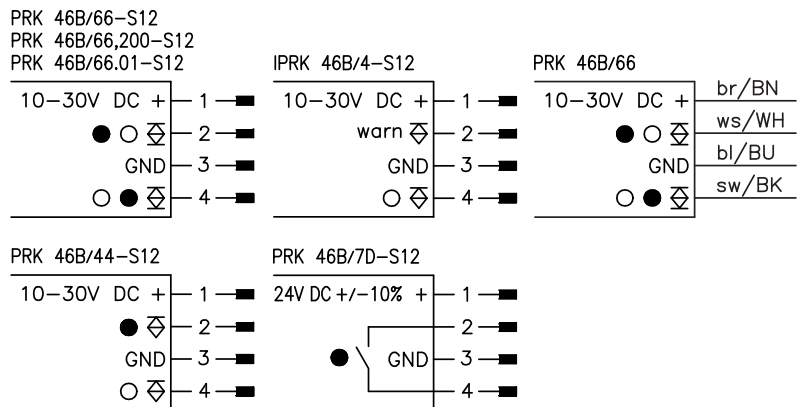 PRK 46B/66-S12
PRK 46B/66,200-S12
PRK 46B/66.01-S12
10-30V DC +
1
2
GND
3
4
IPRK 46B/4-S12
10-30V DC +
1
warn
2
GND
3
4
PRK 46B/66
10-30V DC +
br/BN
ws/WH
GND
bl/BU
sw/BK
PRK 46B/44-S12
10-30V DC +
1
2
GND
3
4
PRK 46B/7D-S12
24V DC +/-10% +
1
2
GND
3
4